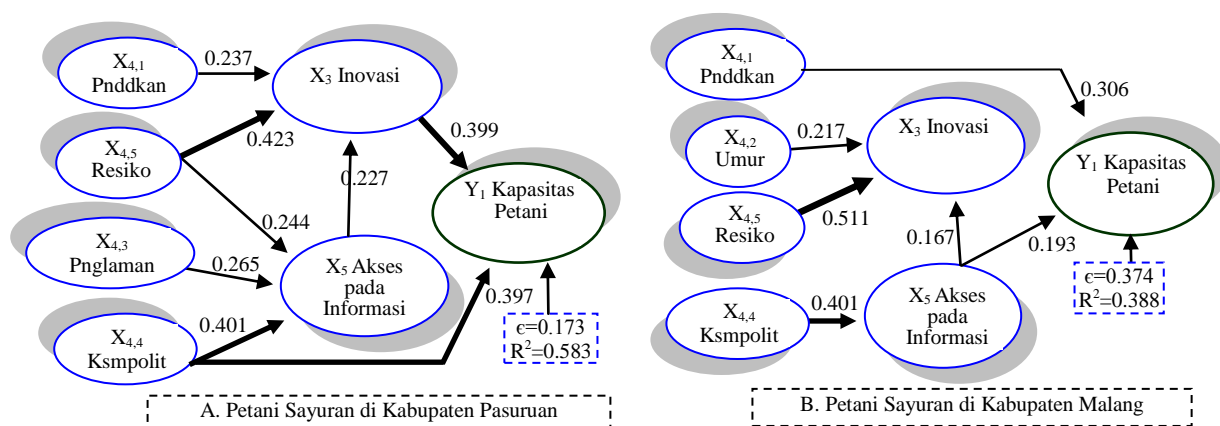 X4,1
Pnddkan
0.237
X3 Inovasi
X4,5
Resiko
0.423
0.399
0.227
Y1 Kapasitas
Petani
0.244
X4,3
Pnglaman
0.265
X5 Akses
pada
Informasi
0.397
X4,4
Ksmpolit
0.401
є=0.173
R2=0.583
A. Petani Sayuran di Kabupaten Pasuruan
X4,1
Pnddkan
0.306
X4,2
Umur
0.217
X3 Inovasi
Y1 Kapasitas
Petani
X4,5
Resiko
0.511
0.167
0.193
X4,4
Ksmpolit
0.401
X5 Akses
pada
Informasi
є=0.374
R2=0.388
B. Petani Sayuran di Kabupaten Malang